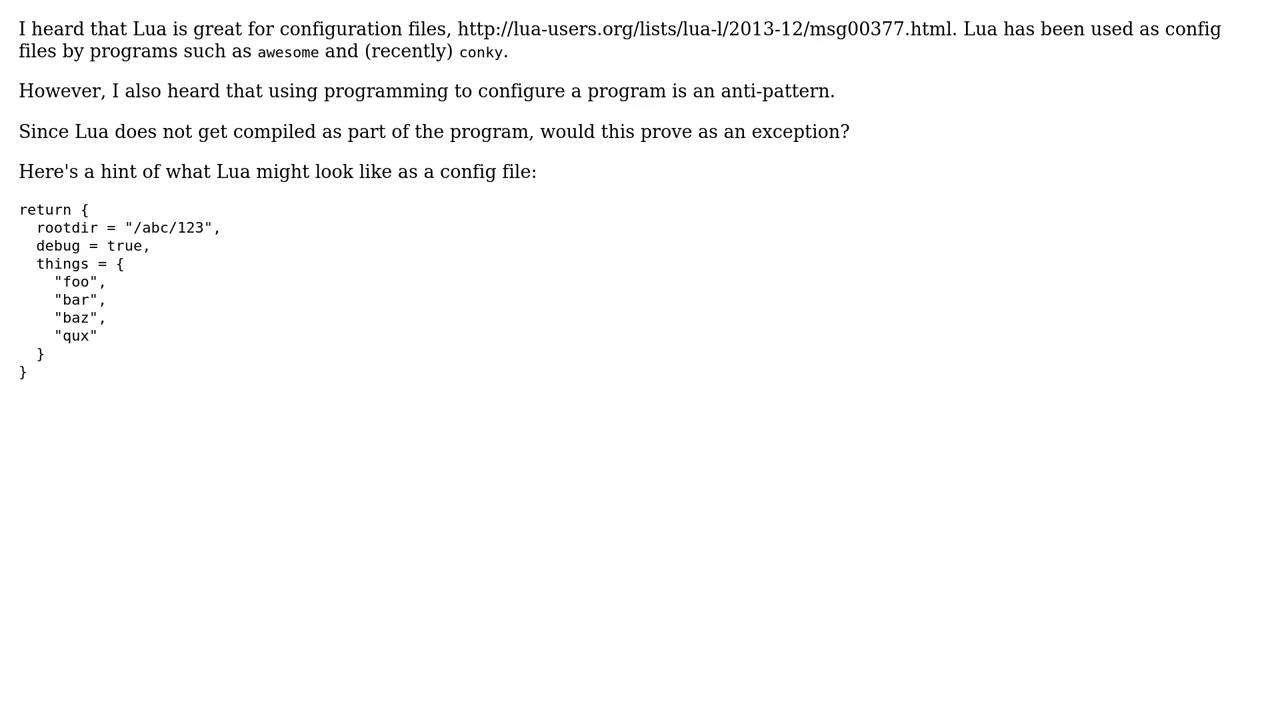 I heard that Lua is great for configuration files, http://lua-users.org/lists/lua-l/2013-12/msg00377.html. Lua has been used as config
files by programs such as awesome and (recently) conky.
However, I also heard that using programming to configure a program is an anti-pattern.
Since Lua does not get compiled as part of the program, would this prove as an exception?
Here's a hint of what Lua might look like as a config file:
return {
  rootdir = "/abc/123",
  debug = true,
  things = {
    "foo",
    "bar",
    "baz",
    "qux"
  }
}